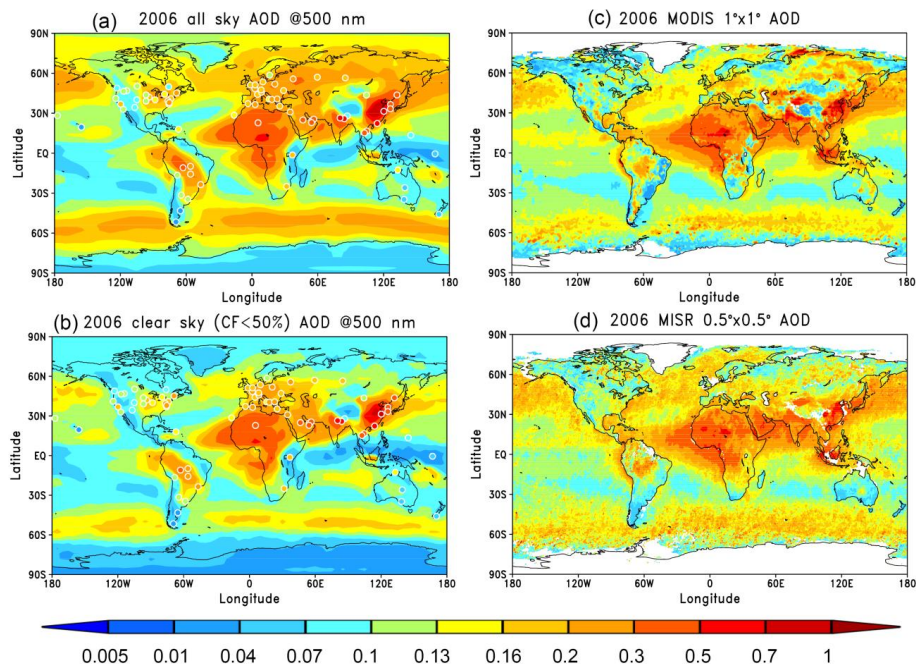 (a) 2006 all sky AOD @500 nm
90N
60N
30N
EQ
30S
60S
90S
Latitude
120W 60W 0 60E 120E 180
Longitude
(c) 2006 MODIS 1°x1° AOD
90N
60N
30N
EQ
30S
60S
90S
Latitude
180 120W 60W 0 60E 120E 180
Longitude
(b) 2006 clear sky (CF<50%) AOD @500 nm
90N
60N
30N
EQ
30S
60S
90S
Latitude
180 120W 60W 0 60E 120E 180
Longitude
(d) 2006 MISR 0.5°x0.5° AOD
90N
60N
30N
EQ
30S
60S
90S
Latitude
180 120W 60W 0 60E 120E 180
Longitude
0.005 0.01 0.04 0.07 0.1 0.13 0.16 0.2 0.3 0.5 0.7 1